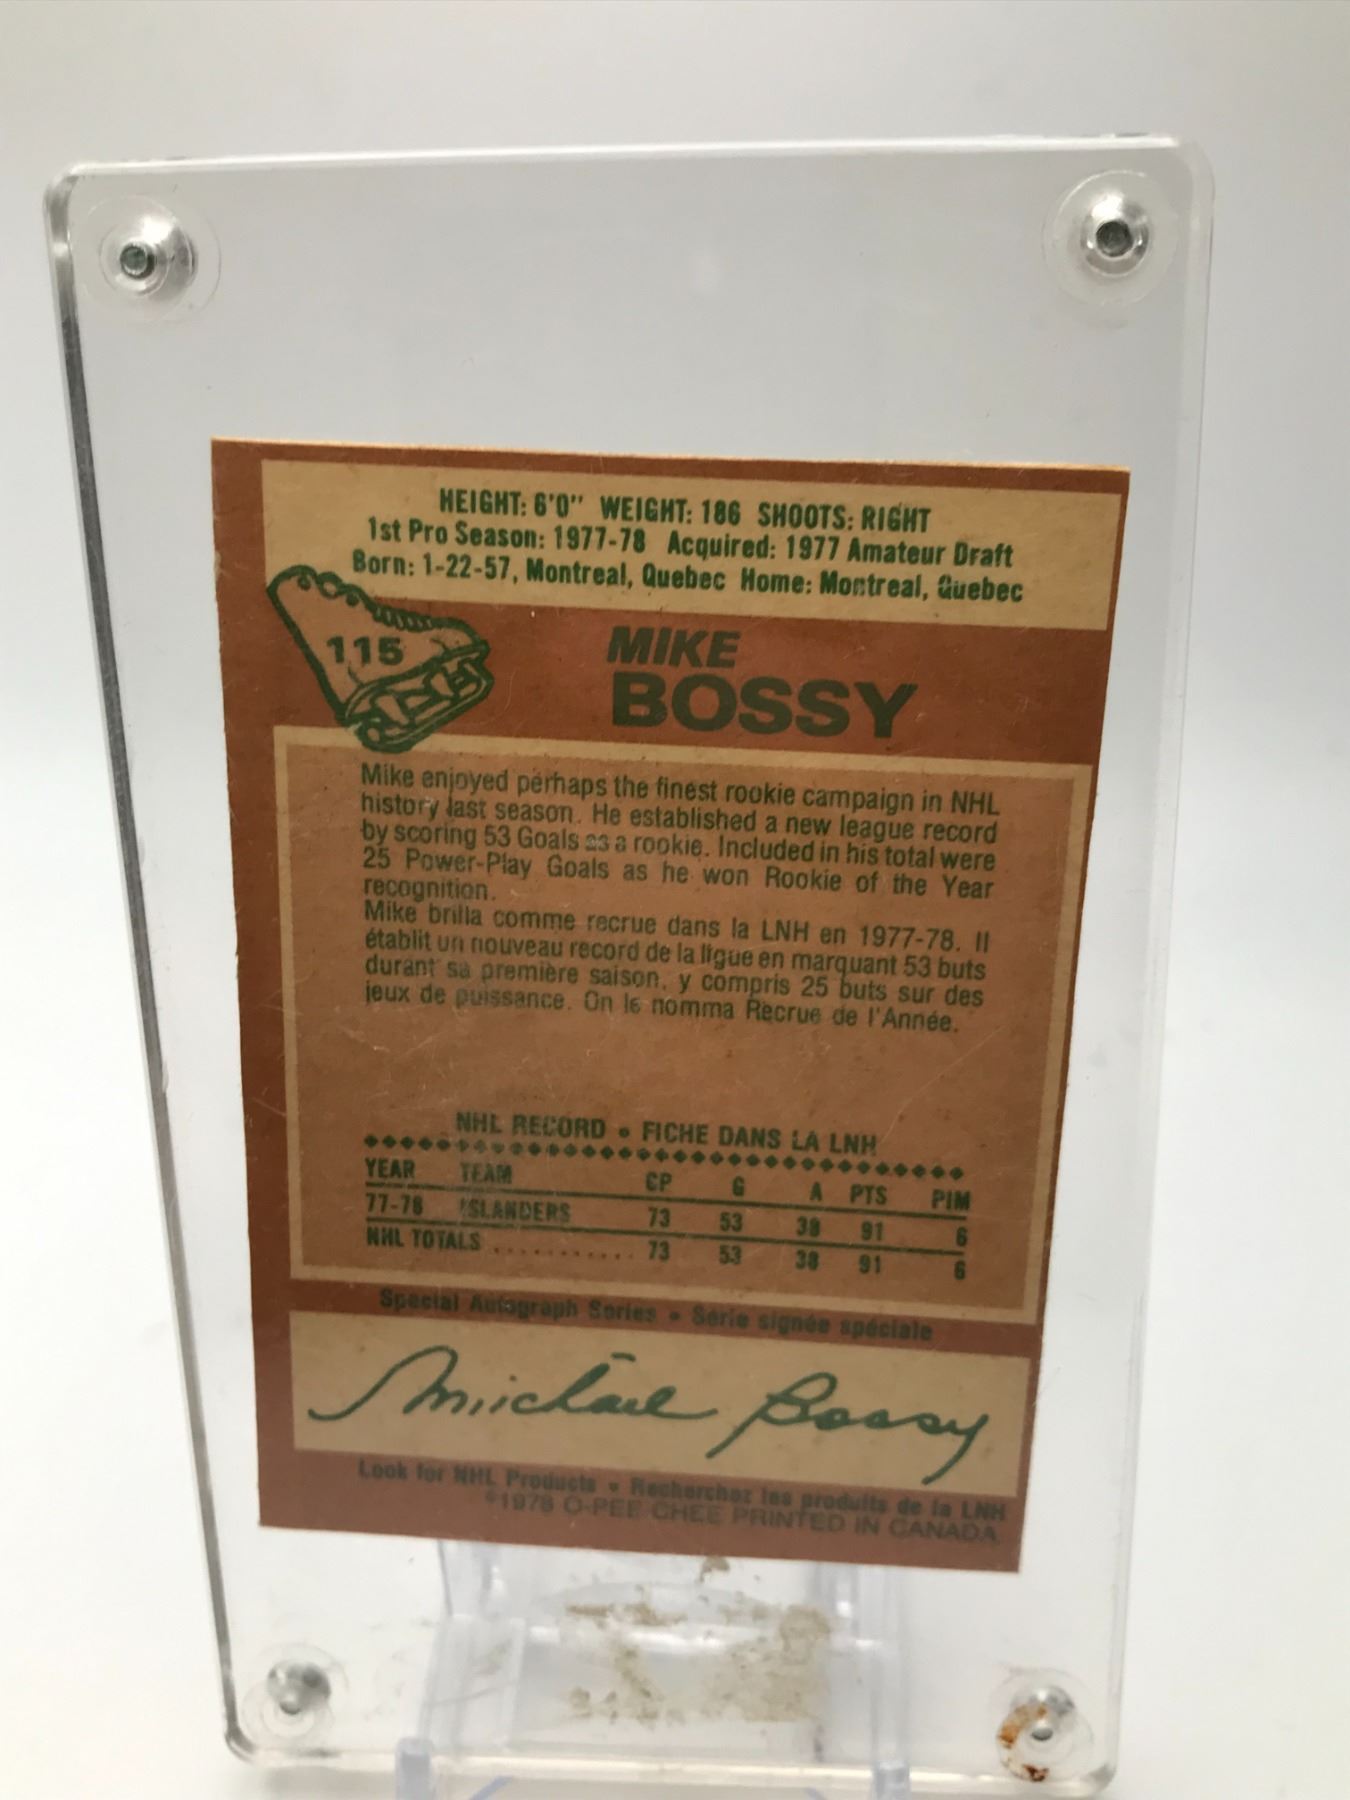 HEIGHT: 6'0" WEIGHT: 186 SHOOTS: RIGHT
1st Pro Season: 1977-78 Acquired: 1977 Amateur Draft
Born: 1-22-57, Montreal, Quebec Home: Montreal, Quebec
115
MIKE
BOSSY
Mike enjoyed perhaps the finest rookie campaign in NHL
history last season. He established a new league record
by scoring 53 Goals as a rookie. Included in his total were
25 Power-Play Goals as he won Rookie of the Year
recognition.
Mike brilla comme recrue dans la LNH en 1977-78. Il
établit un nouveau record de la ligue en marquant 53 buts
durant sa première saison, y compris 25 buts sur des
jeux de puissance. On le nomma Recrue de l'Année.
NHL RECORD • FICHE DANS LA LNH
YEAR TEAM GP G A PTS PIM
77-78 ISLANDERS 73 53 38 91 6
NHL TOTALS ............ 73 53 38 91 6
Special Autograph Series • Série signée spéciale
Michael Bossy
Look for NHL Products • Recherchez les produits de la LNH
©1978 O-PEE-CHEE PRINTED IN CANADA